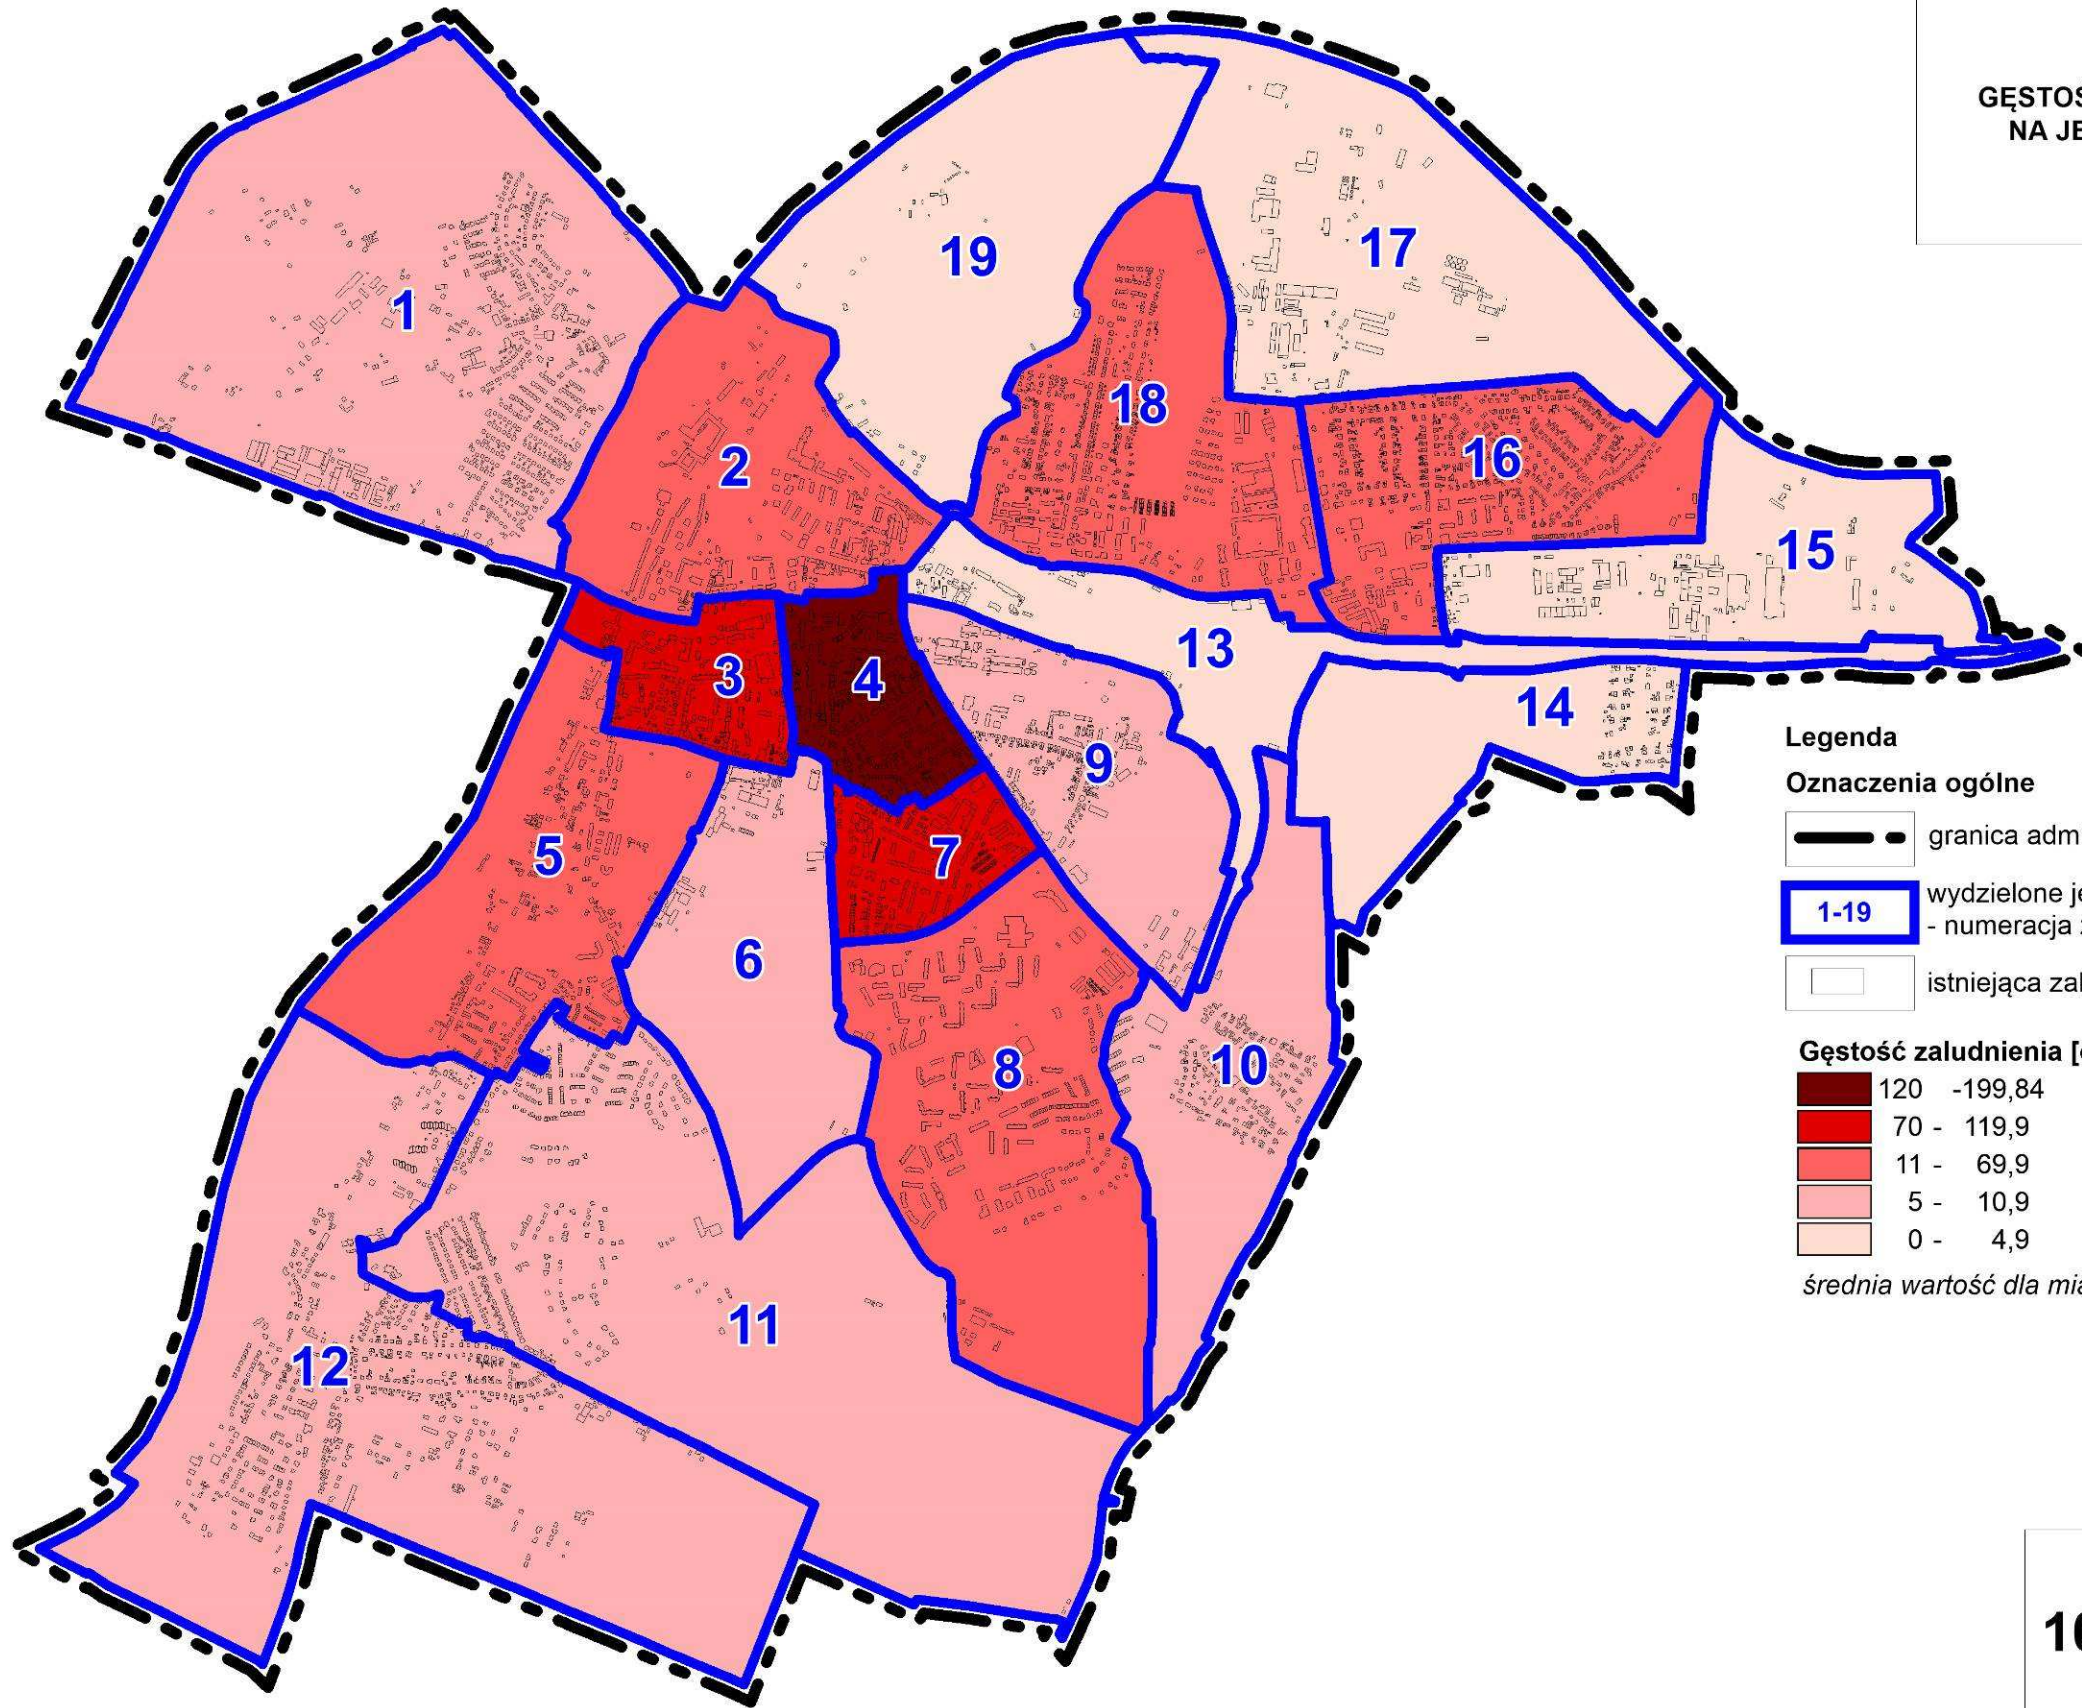 GĘSTOŚ
NA JE
1
2
3
4
5
6
7
8
9
10
11
12
13
14
15
16
17
18
19
Legenda
Oznaczenia ogólne
granica adm
1-19
wydzielone je
- numeracja
istniejąca za
Gęstość zaludnienia [
120 -199,84
70 - 119,9
11 - 69,9
5 - 10,9
0 - 4,9
średnia wartość dla mia
10